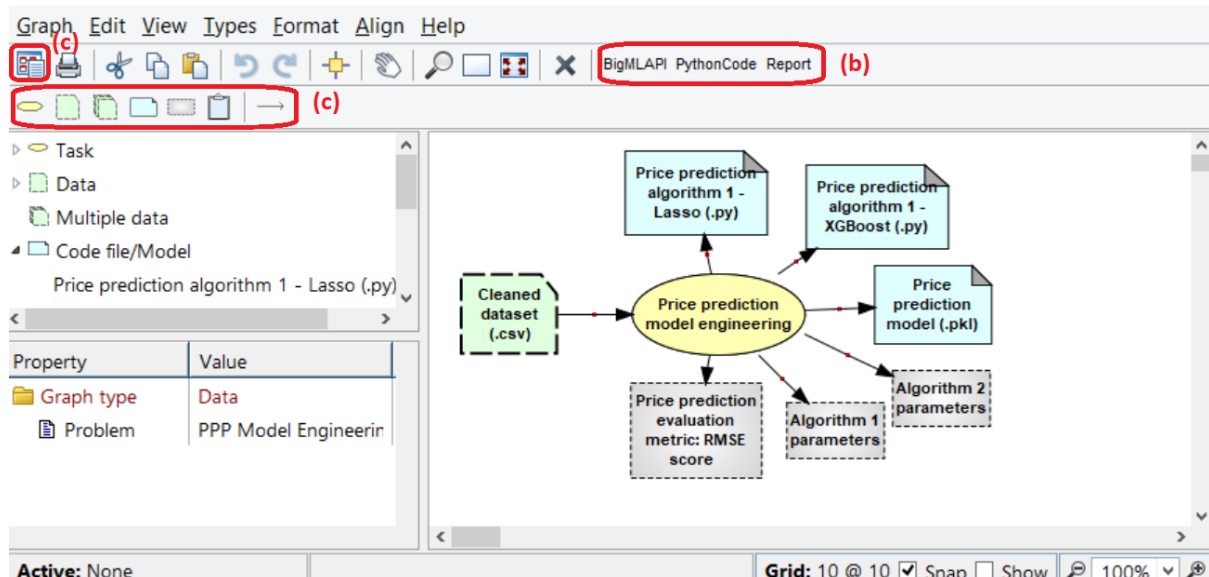 Graph Edit View Types Format Align Help
(c)
BigMLAPI PythonCode Report
(b)
(c)
Task
Data
Multiple data
Code file/Model
Price prediction algorithm 1 - Lasso (.py)
Property Value
Graph type Data
Problem PPP Model Engineerin
Price prediction
algorithm 1 -
Lasso (.py)
Price prediction
algorithm 1 -
XGBoost (.py)
Cleaned
dataset
(.csv)
Price prediction
model engineering
Price
prediction
model (.pkl)
Price prediction
evaluation
metric: RMSE
score
Algorithm 1
parameters
Algorithm 2
parameters
Active: None
Grid: 10 @ 10 Snap Show 100%